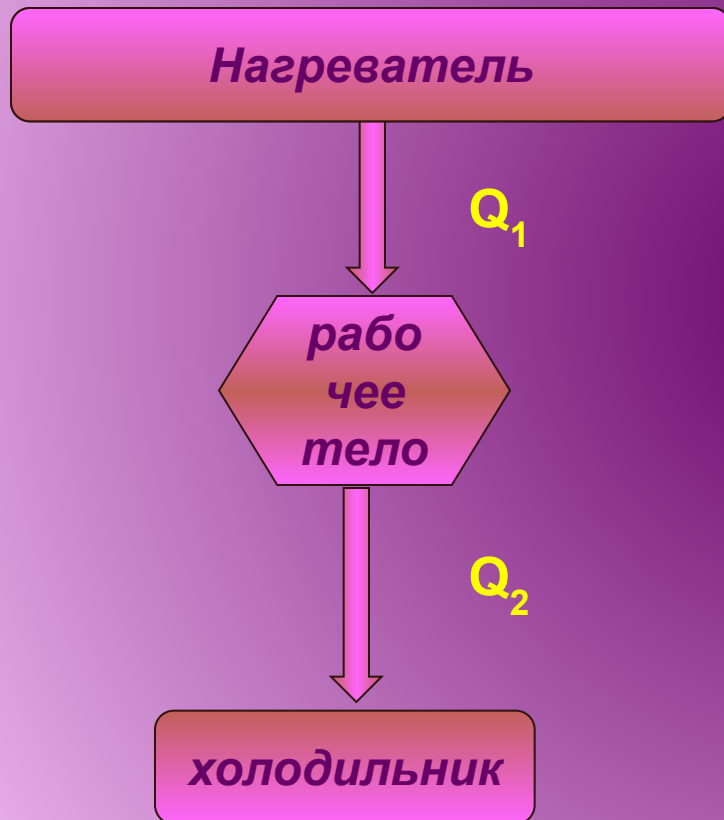 Нагреватель
Q₁
рабо
чее
тело
Q₂
холодильник